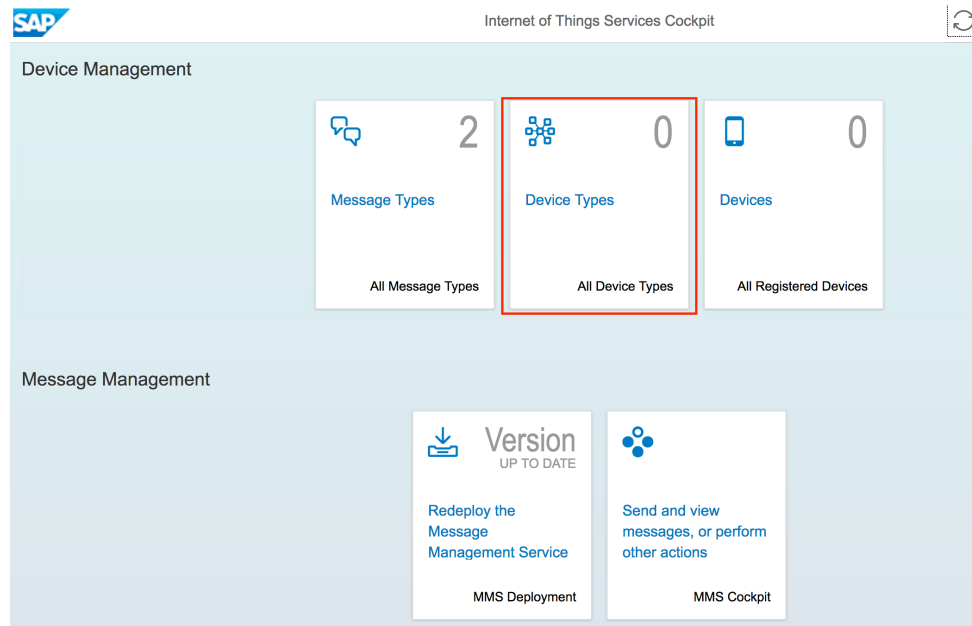 SAP
Internet of Things Services Cockpit
Device Management
2
Message Types
All Message Types
0
Device Types
All Device Types
0
Devices
All Registered Devices
Message Management
Version
UP TO DATE
Redeploy the
Message
Management Service
MMS Deployment
Send and view
messages, or perform
other actions
MMS Cockpit